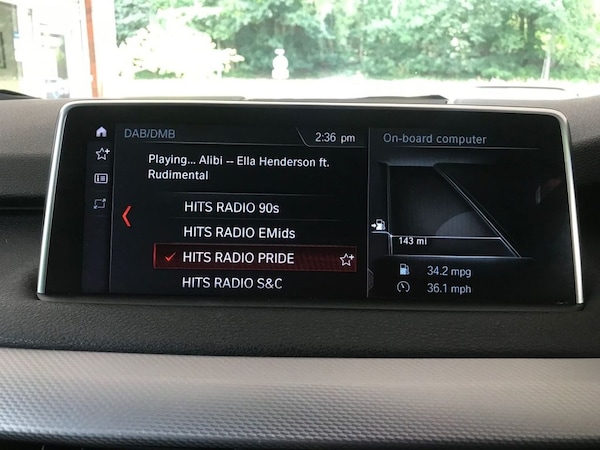 DAB/DMB
2:36 pm
Playing... Alibi -- Ella Henderson ft.
Rudimental
HITS RADIO 90s
HITS RADIO EMids
HITS RADIO PRIDE
HITS RADIO S&C
On-board computer
143 mi
34.2 mpg
36.1 mph